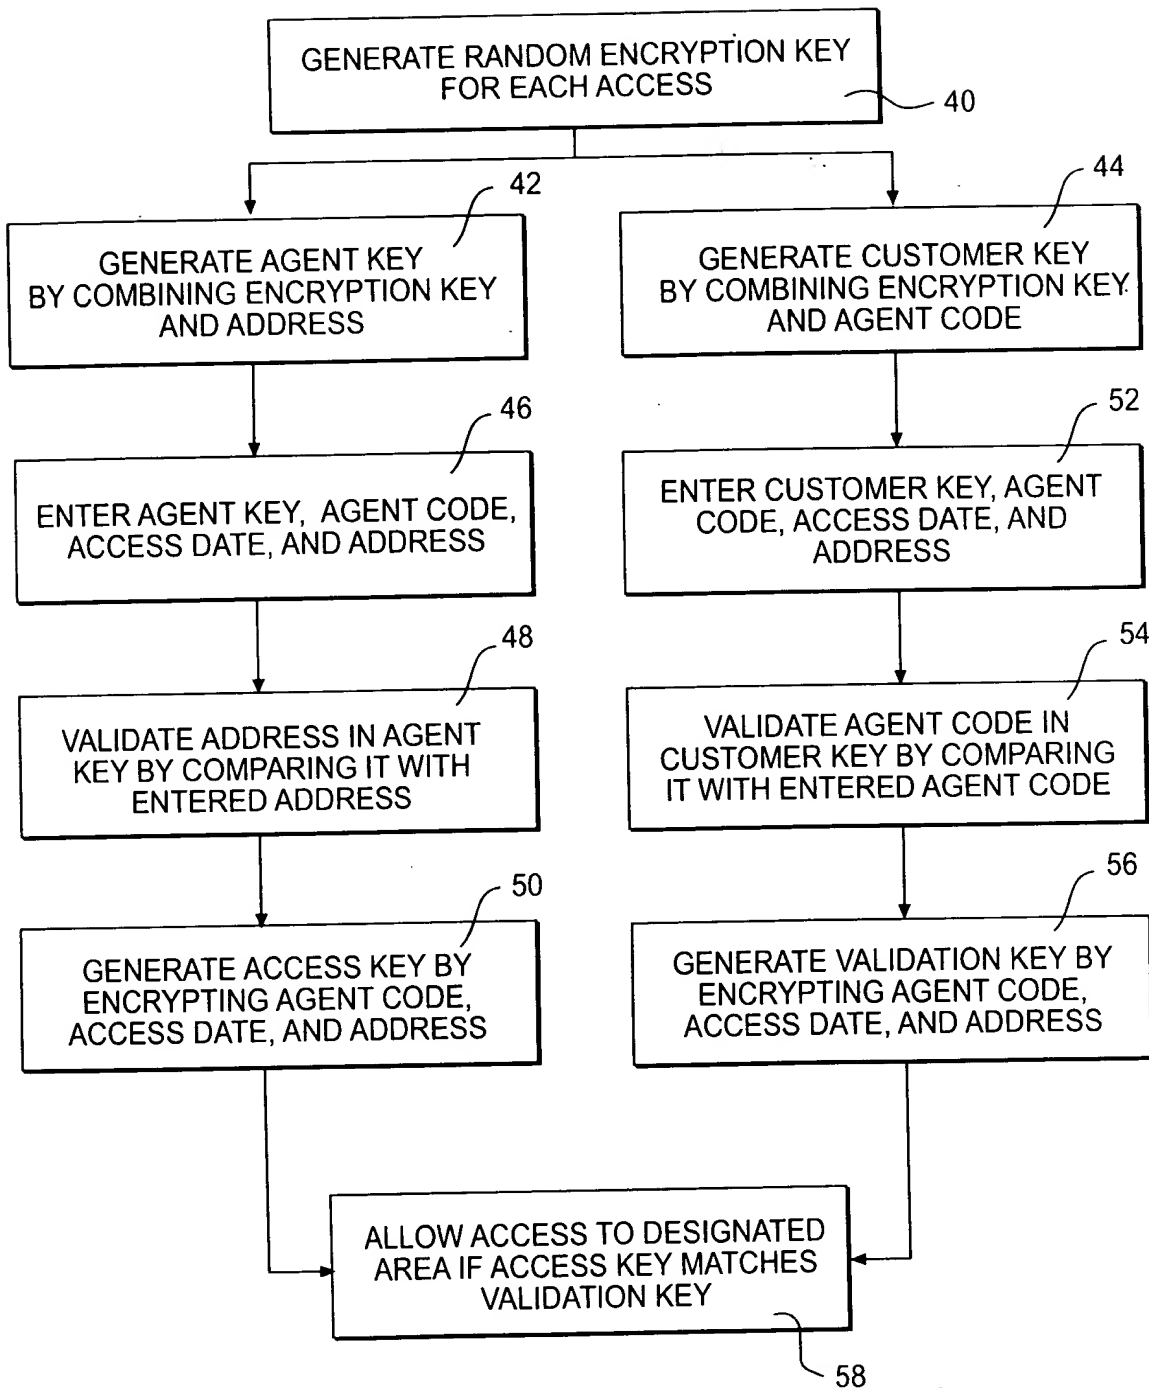 GENERATE RANDOM ENCRYPTION KEY
FOR EACH ACCESS
40
42
GENERATE AGENT KEY
BY COMBINING ENCRYPTION KEY
AND ADDRESS
44
GENERATE CUSTOMER KEY
BY COMBINING ENCRYPTION KEY
AND AGENT CODE
46
ENTER AGENT KEY, AGENT CODE,
ACCESS DATE, AND ADDRESS
52
ENTER CUSTOMER KEY, AGENT
CODE, ACCESS DATE, AND
ADDRESS
48
VALIDATE ADDRESS IN AGENT
KEY BY COMPARING IT WITH
ENTERED ADDRESS
54
VALIDATE AGENT CODE IN
CUSTOMER KEY BY COMPARING
IT WITH ENTERED AGENT CODE
50
GENERATE ACCESS KEY BY
ENCRYPTING AGENT CODE,
ACCESS DATE, AND ADDRESS
56
GENERATE VALIDATION KEY BY
ENCRYPTING AGENT CODE,
ACCESS DATE, AND ADDRESS
ALLOW ACCESS TO DESIGNATED
AREA IF ACCESS KEY MATCHES
VALIDATION KEY
58